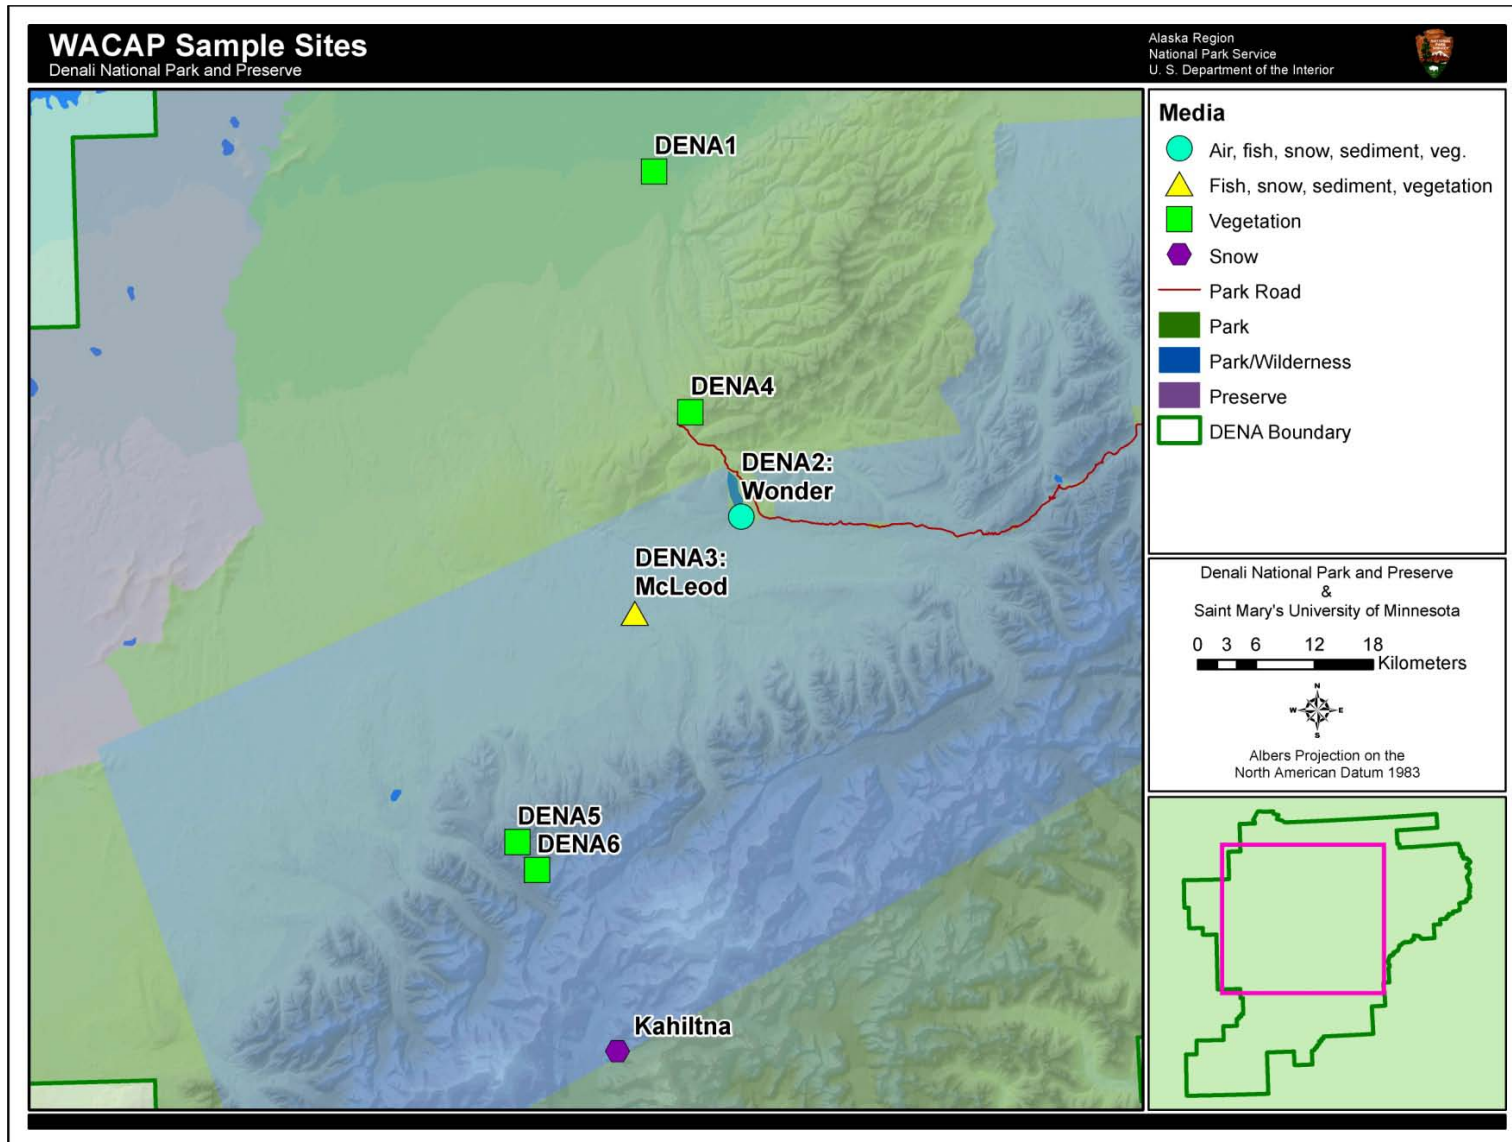 WACAP Sample Sites
Denali National Park and Preserve
Alaska Region
National Park Service
U. S. Department of the Interior
DENA1
DENA4
DENA2:
Wonder
DENA3:
McLeod
DENA5
DENA6
Kahiltna
Media
Air, fish, snow, sediment, veg.
Fish, snow, sediment, vegetation
Vegetation
Snow
Park Road
Park
Park/Wilderness
Preserve
DENA Boundary
Denali National Park and Preserve
&
Saint Mary's University of Minnesota
0 3 6 12 18
Kilometers
N
W E
S
Albers Projection on the
North American Datum 1983